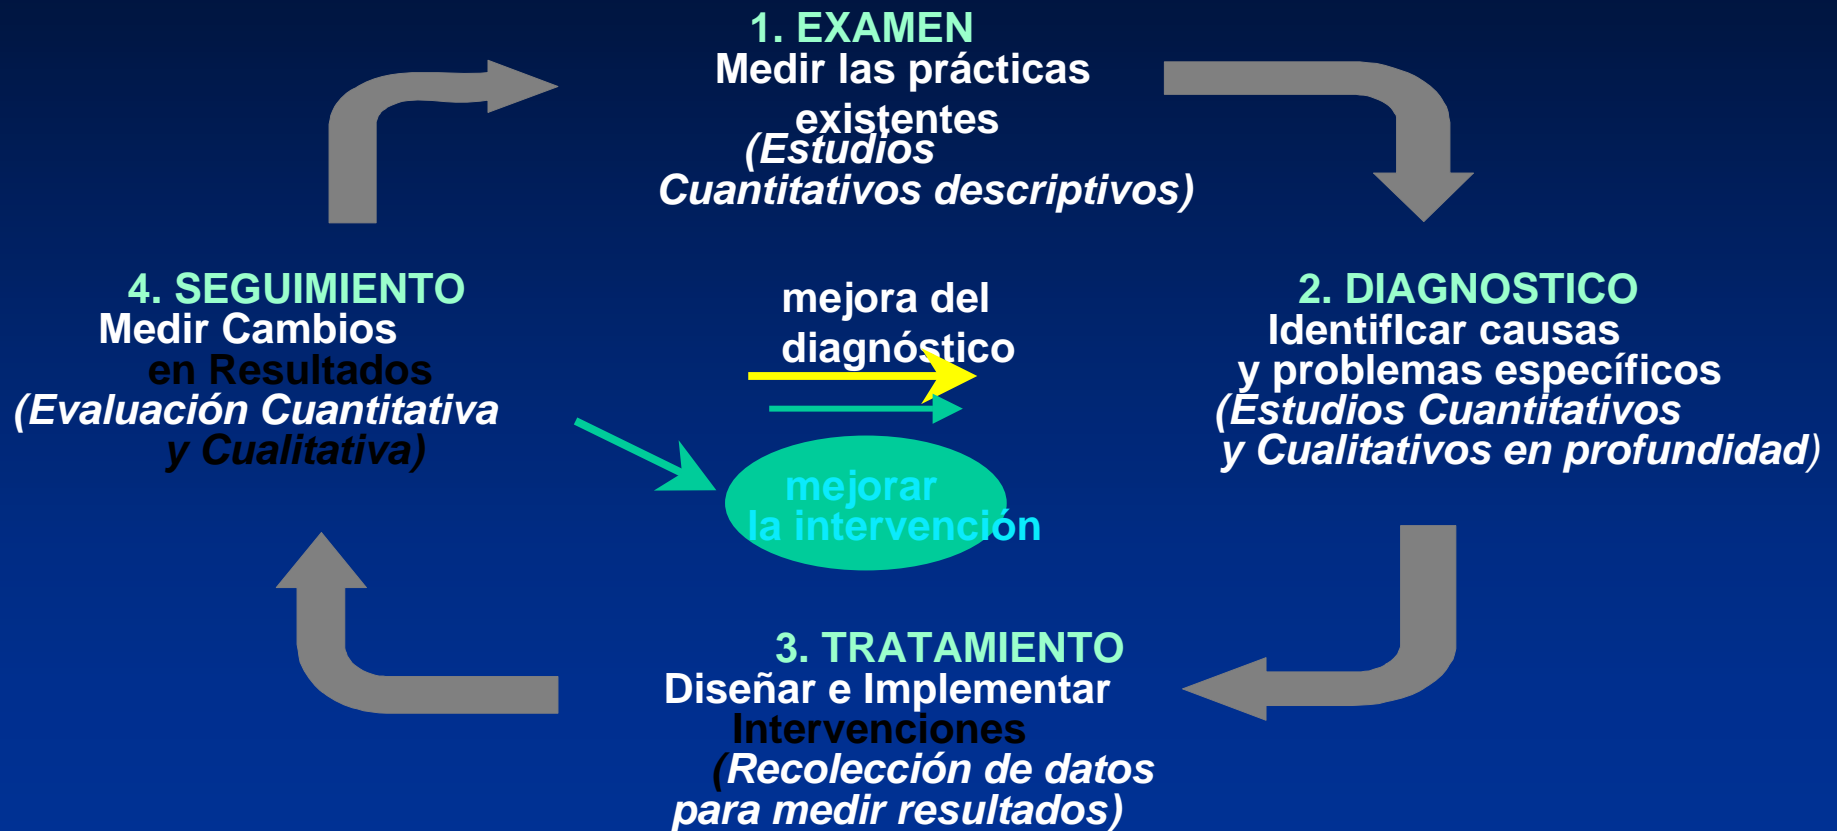 1. EXAMEN
Medir las prácticas
existentes
(Estudios
Cuantitativos descriptivos)
4. SEGUIMIENTO
Medir Cambios
en Resultados
(Evaluación Cuantitativa
y Cualitativa)
mejora del
diagnóstico
mejorar
la intervención
2. DIAGNOSTICO
IdentifIcar causas
y problemas específicos
(Estudios Cuantitativos
y Cualitativos en profundidad)
3. TRATAMIENTO
Diseñar e Implementar
Intervenciones
(Recolección de datos
para medir resultados)